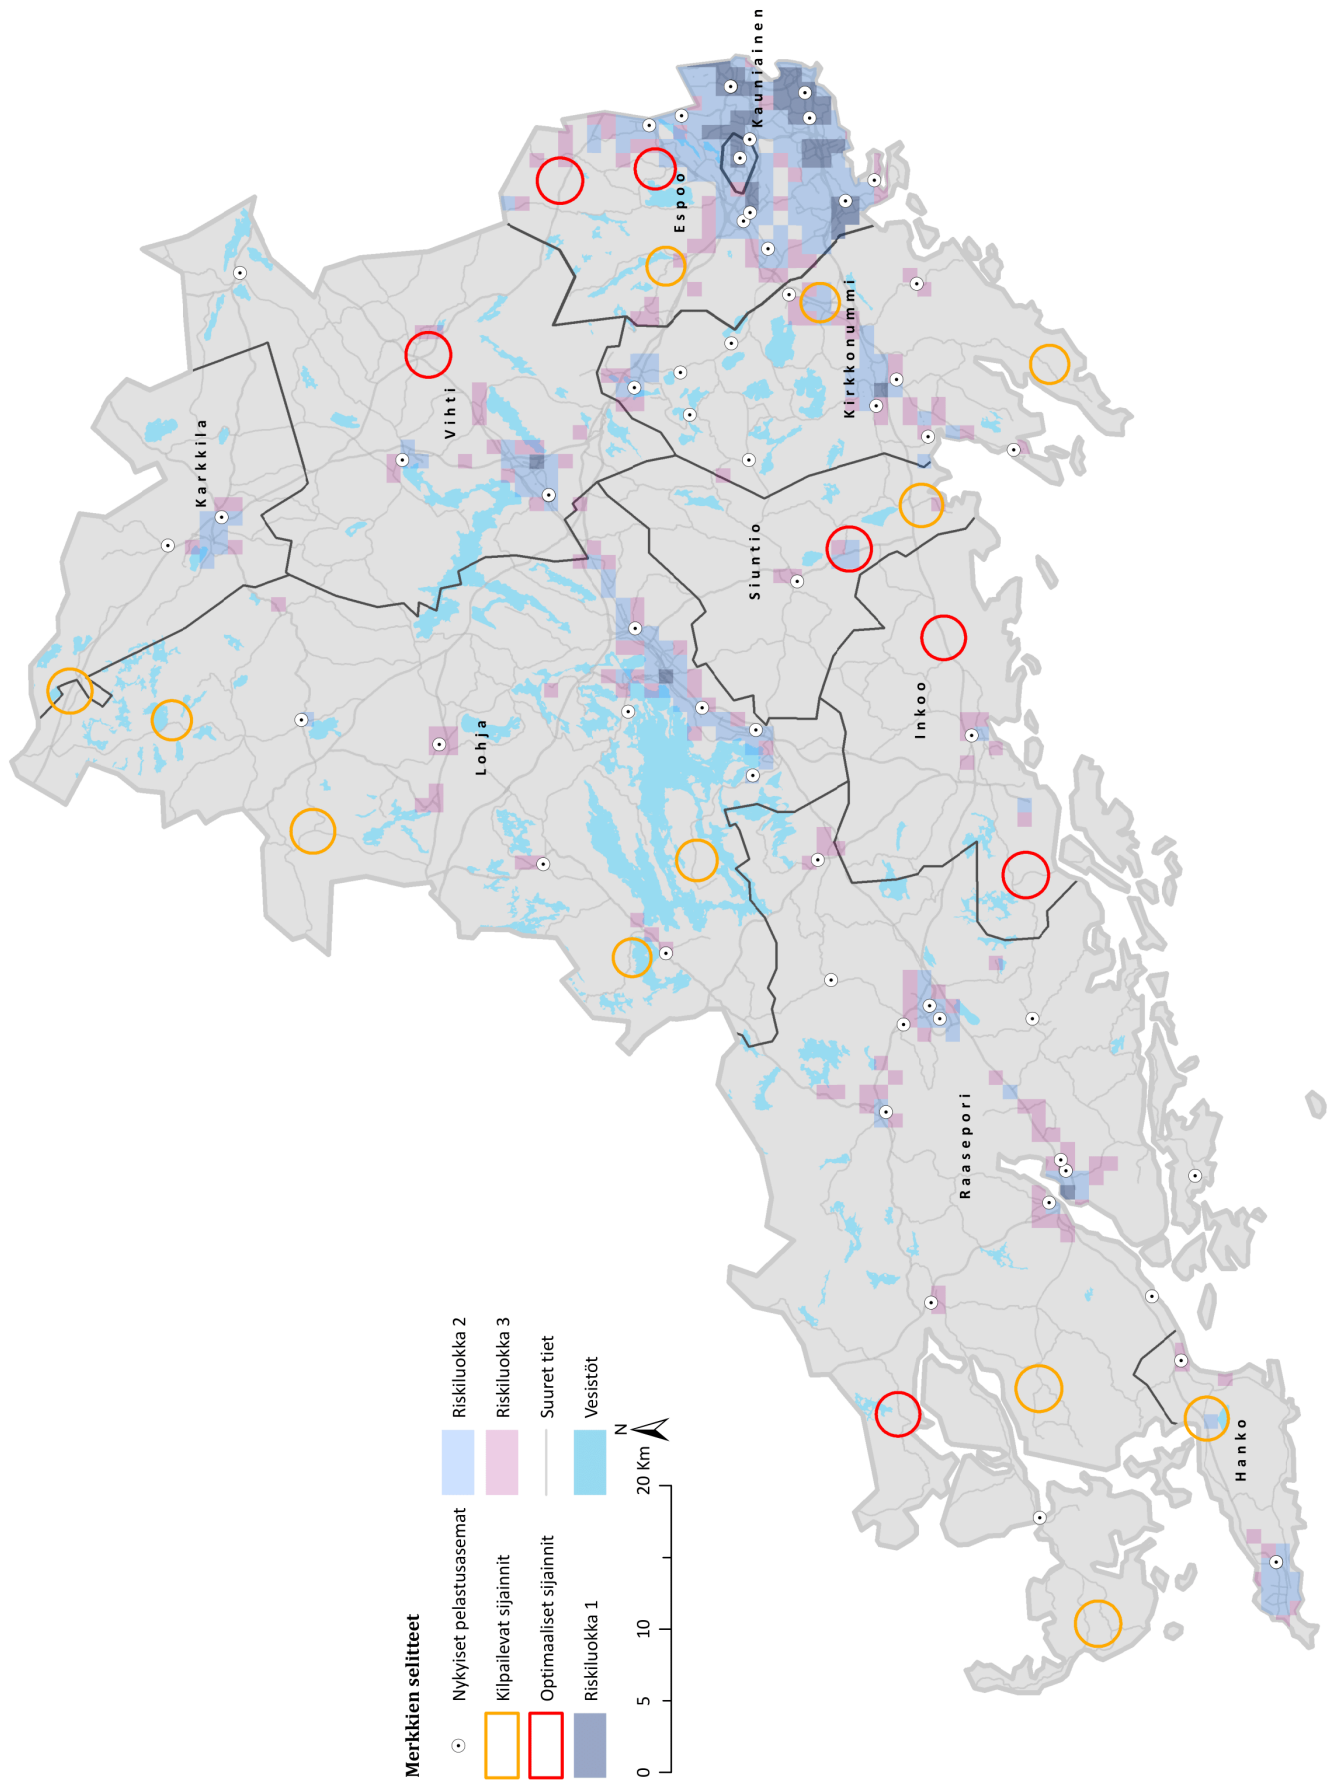 Karkkila
Vihti
Lohja
Espoo
Kauniainen
Kirkkonummi
Siuntio
Inkoo
Raasepori
Hanko
Merkkien selitteet
Nykyiset pelastusasemat
Kilpailevat sijainnit
Optimaaliset sijainnit
Riskiluokka 1
Riskiluokka 2
Riskiluokka 3
Suuret tiet
Vesistöt
0 5 10 20 Km
N